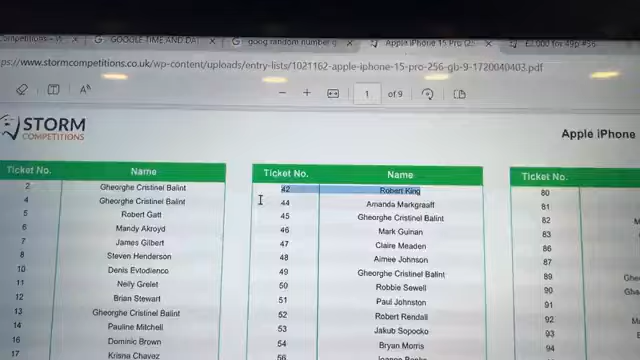 GOOGLE TIME AND DA
goog random number g
Apple iPhone 15 Pro (25
£2,000 for 49p #36
ps://www.stormcompetitions.co.uk/wp-content/uploads/entry-lists/1021162-apple-iphone-15-pro-256-gb-9-1720040403.pdf
1 of 9
STORM
COMPETITIONS
Apple iPhone
Ticket No. Name Ticket No. Name Ticket No.
2 Gheorghe Cristinel Balint 42 Robert King 80
4 Gheorghe Cristinel Balint 44 Amanda Markgraaff 81
5 Robert Gatt 45 Gheorghe Cristinel Balint 82
6 Mandy Akroyd 46 Mark Guinan 83
7 James Gilbert 47 Claire Meaden 86
8 Steven Henderson 48 Aimee Johnson 87
10 Denis Evtodienco 49 Gheorghe Cristinel Balint 89
11 Nelly Grelet 50 Robbie Sewell 90
12 Brian Stewart 51 Paul Johnston 91
13 Gheorghe Cristinel Balint 52 Robert Rendall 92
14 Pauline Mitchell 53 Jakub Sopocko 93
16 Dominic Brown 54 Bryan Morris 94
17 Krisna Chavez 56